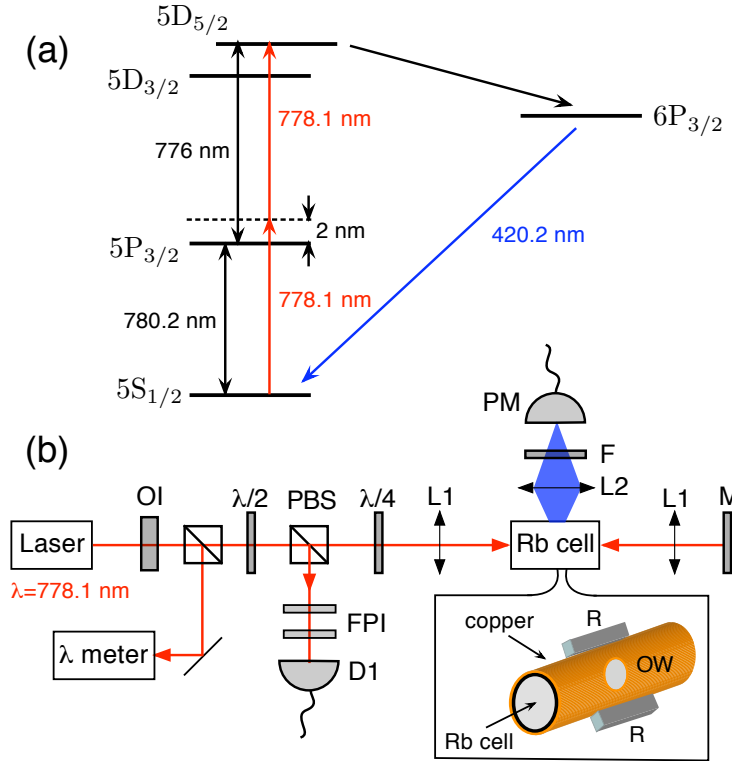 (a)
5D5/2
5D3/2
778.1 nm
6P3/2
776 nm
2 nm
5P3/2
420.2 nm
780.2 nm
778.1 nm
5S1/2
(b)
PM
F
L2
OI
λ/2
PBS
λ/4
L1
L1
M
Laser
Rb cell
λ=778.1 nm
λ meter
FPI
D1
copper
R
OW
Rb cell
R